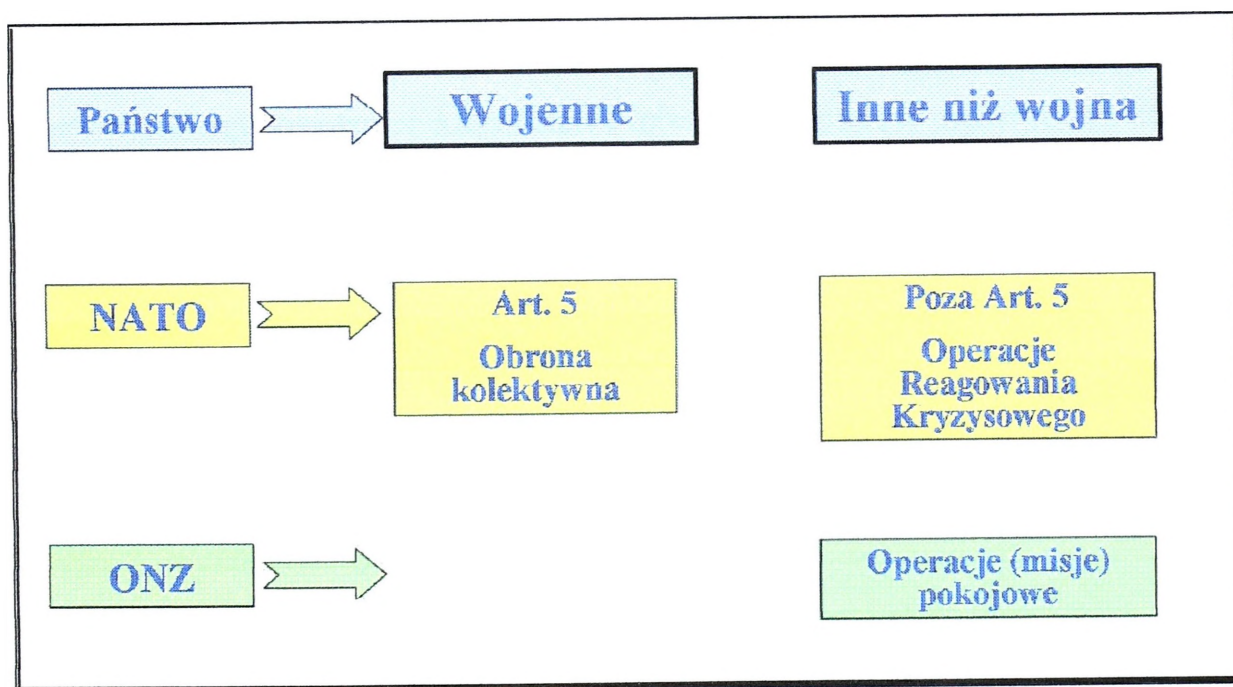 Państwo
Wojenne
Inne niż wojna
NATO
Art. 5
Obrona
kolektywna
Poza Art. 5
Operacje
Reagowania
Kryzysowego
ONZ
Operacje (misje)
pokojowe